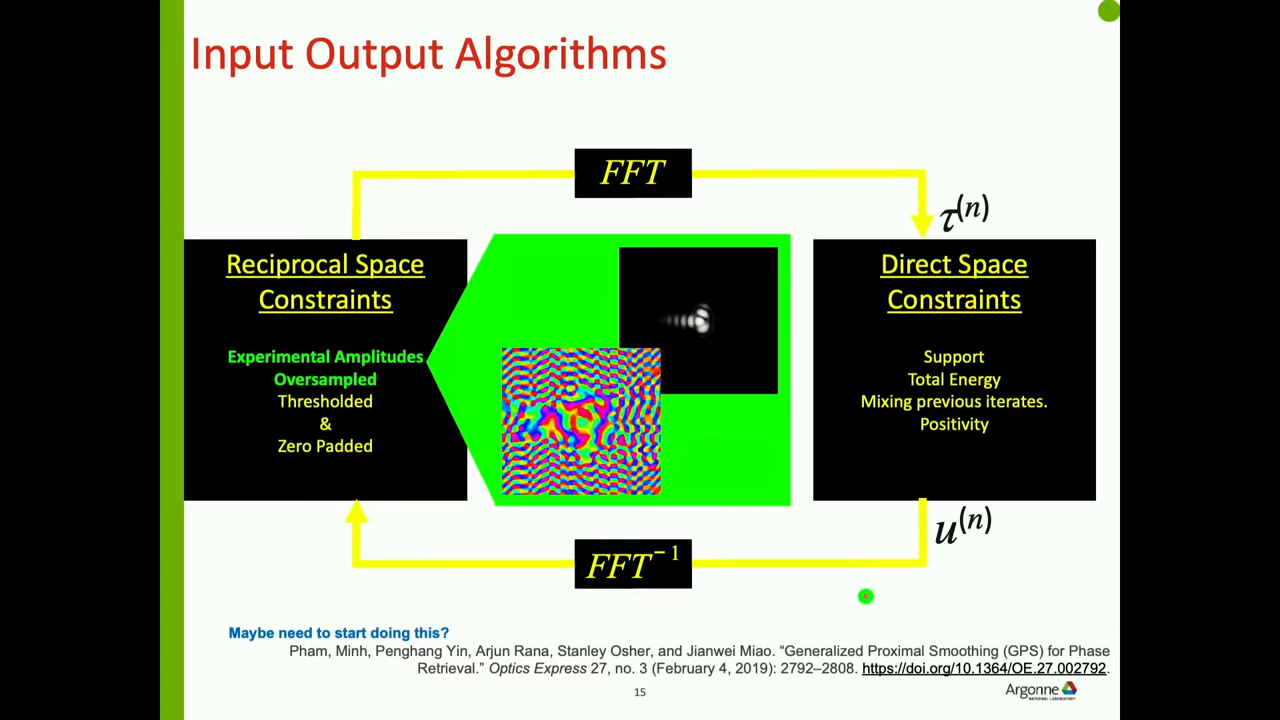 Input Output Algorithms
FFT
τ(n)
Reciprocal Space
Constraints
Experimental Amplitudes
Oversampled
Thresholded
&
Zero Padded
Direct Space
Constraints
Support
Total Energy
Mixing previous iterates.
Positivity
u(n)
FFT⁻¹
Maybe need to start doing this?
Pham, Minh, Penghang Yin, Arjun Rana, Stanley Osher, and Jianwei Miao. “Generalized Proximal Smoothing (GPS) for Phase
Retrieval.” Optics Express 27, no. 3 (February 4, 2019): 2792–2808. https://doi.org/10.1364/OE.27.002792.
15
Argonne
NATIONAL LABORATORY